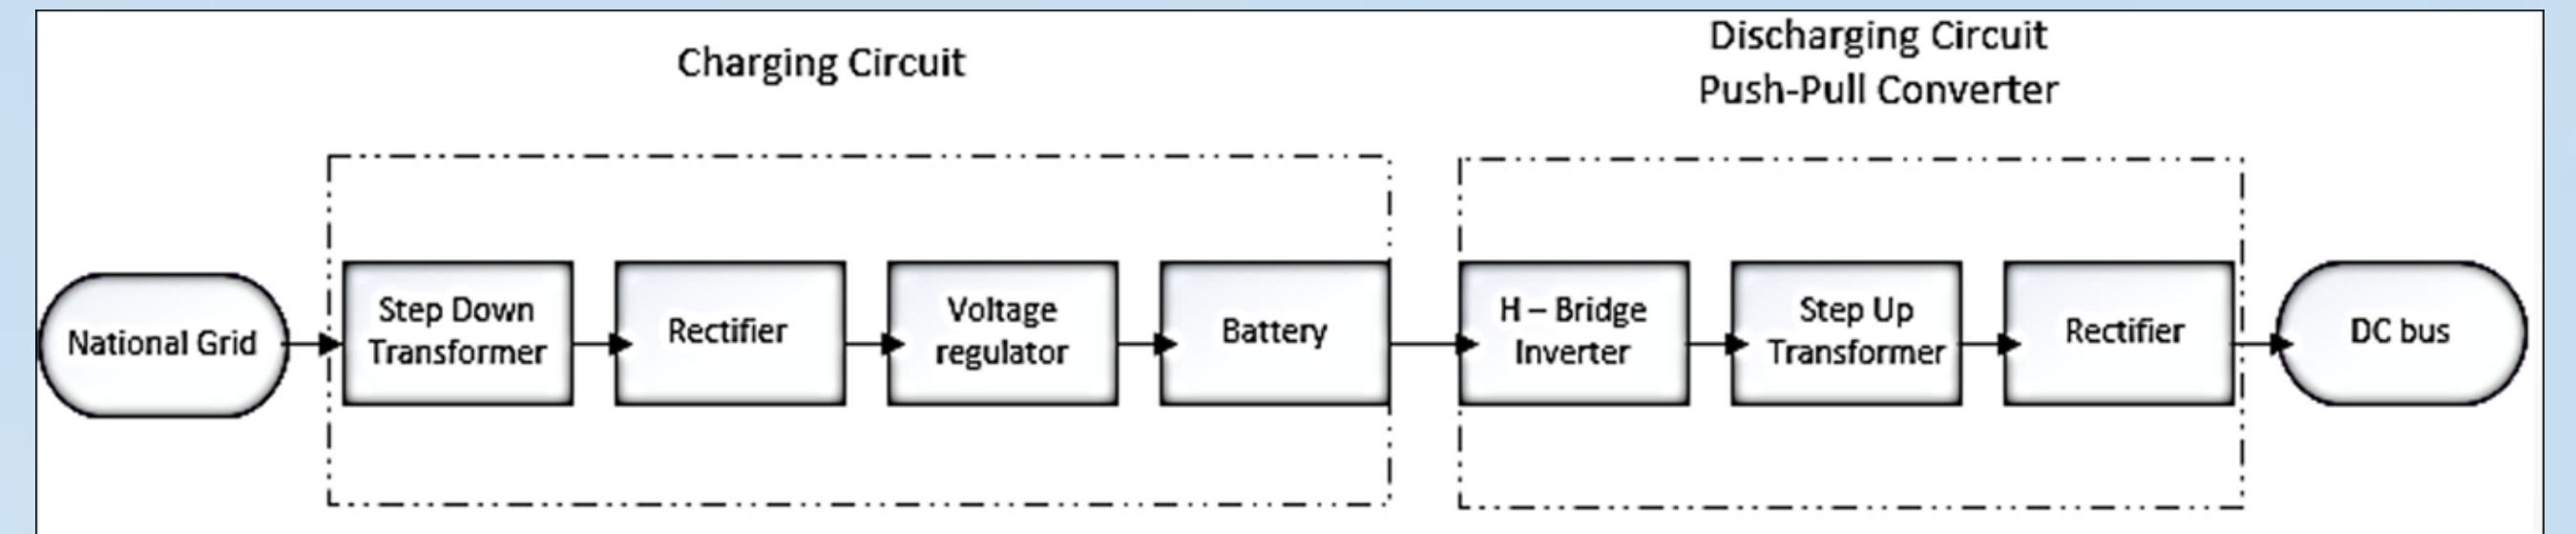 Charging Circuit
Discharging Circuit
Push-Pull Converter
National Grid
Step Down
Transformer
Rectifier
Voltage
regulator
Battery
H – Bridge
Inverter
Step Up
Transformer
Rectifier
DC bus